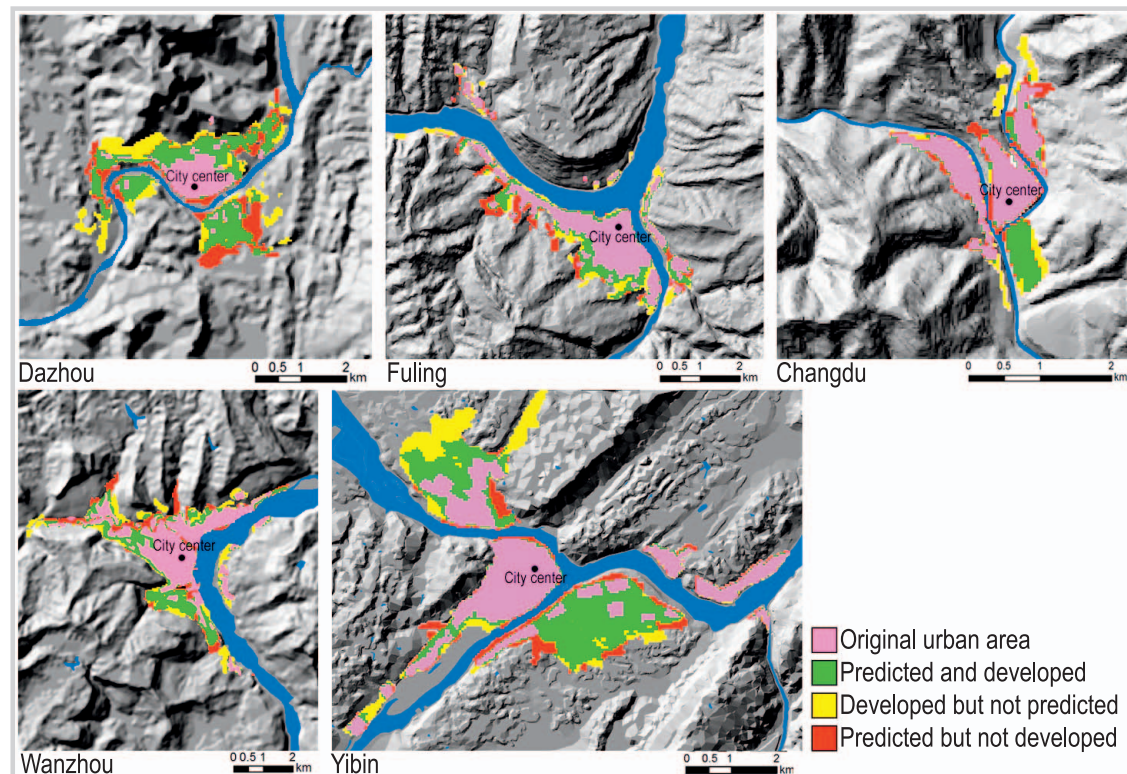 City center
City center
City center
Dazhou
0 0.5 1 2
km
Fuling
0 0.5 1 2
km
Changdu
0 0.5 1 2
km
City center
City center
Wanzhou
0 0.5 1 2
km
Yibin
0 0.5 1 2
km
Original urban area
Predicted and developed
Developed but not predicted
Predicted but not developed